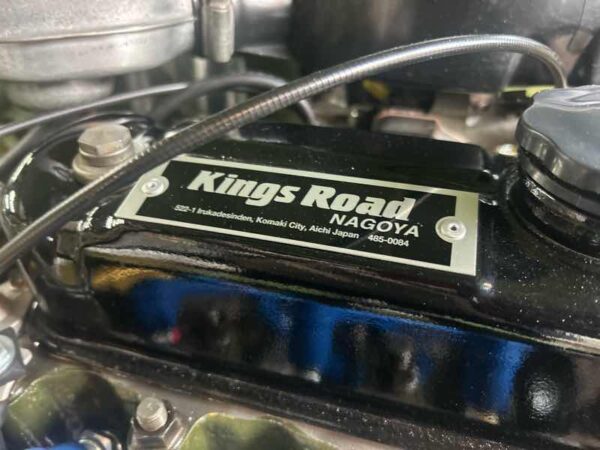 Kings Road
NAGOYA
522-1 Irukadesinden, Komaki City, Aichi Japan 485-0084